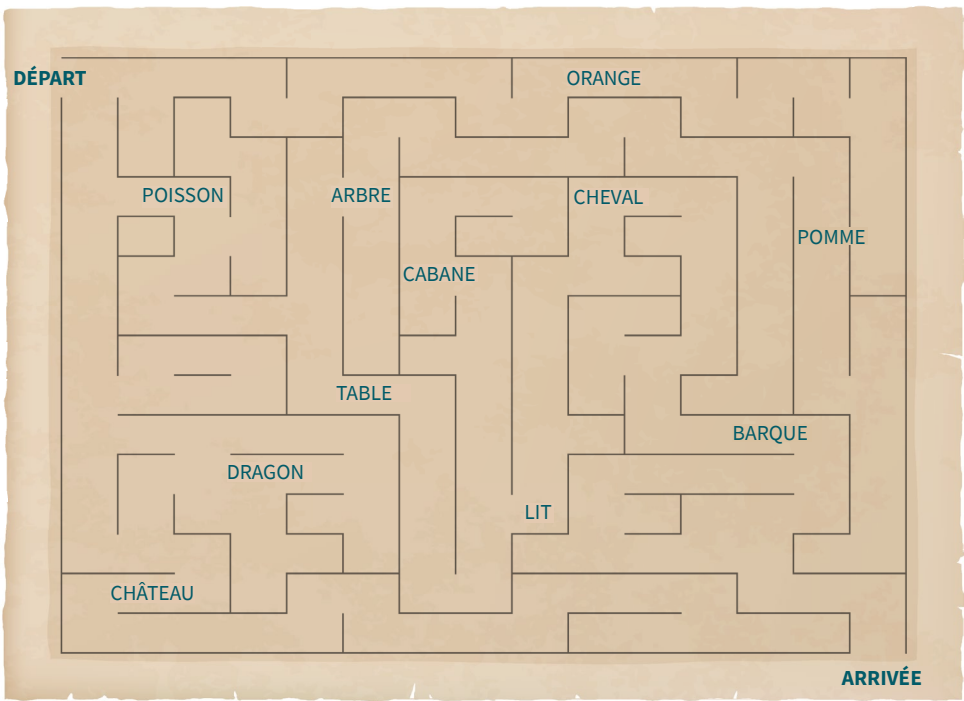 DÉPART
ORANGE
POISSON
ARBRE
CHEVAL
POMME
CABANE
TABLE
BARQUE
DRAGON
LIT
CHÂTEAU
ARRIVÉE